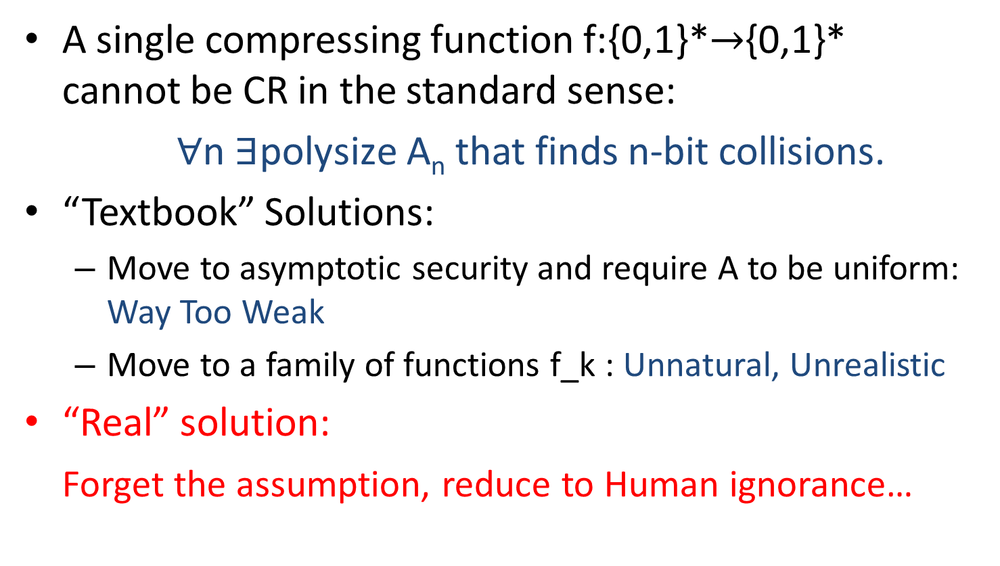 • A single compressing function f:{0,1}*→{0,1}*
cannot be CR in the standard sense:
∀n ∃polysize Aₙ that finds n-bit collisions.
• “Textbook” Solutions:
– Move to asymptotic security and require A to be uniform:
Way Too Weak
– Move to a family of functions f_k : Unnatural, Unrealistic
• “Real” solution:
Forget the assumption, reduce to Human ignorance…